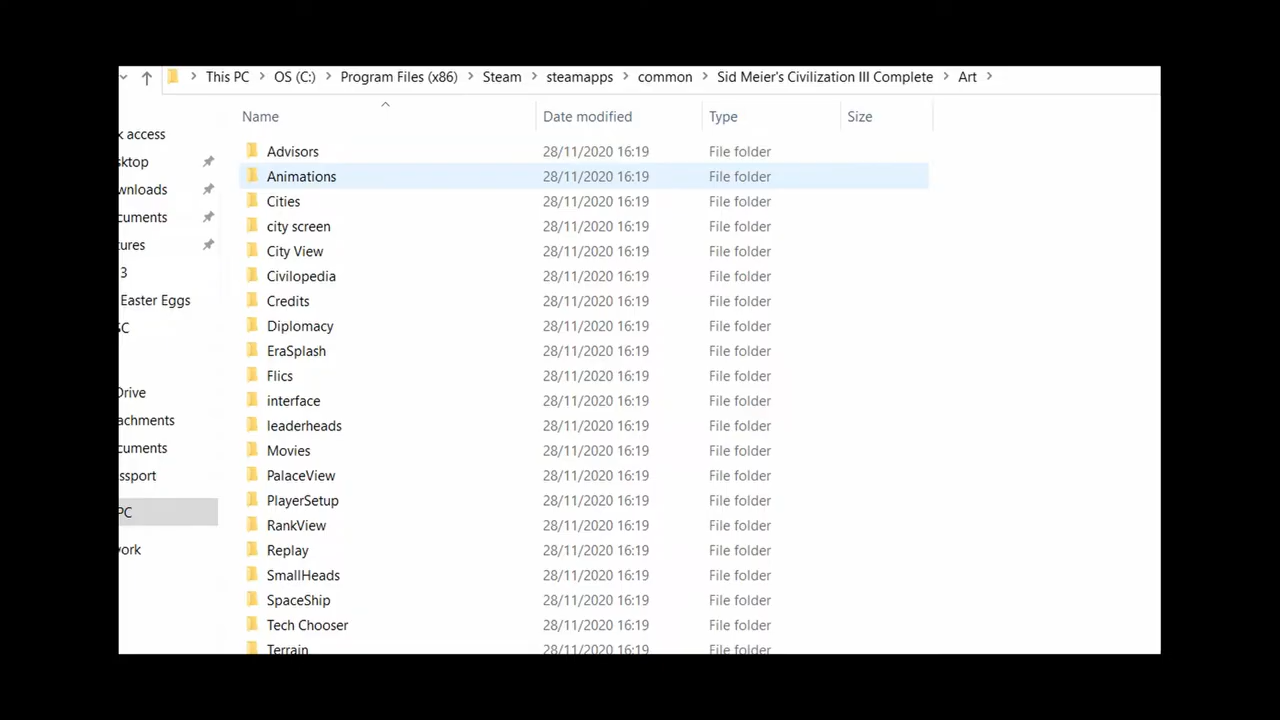 This PC > OS (C:) > Program Files (x86) > Steam > steamapps > common > Sid Meier's Civilization III Complete > Art >
Name Date modified Type Size
k access
sktop
wnloads
cuments
tures
3
Easter Eggs
GC
Drive
achments
cuments
ssport
PC
work
Advisors 28/11/2020 16:19 File folder
Animations 28/11/2020 16:19 File folder
Cities 28/11/2020 16:19 File folder
city screen 28/11/2020 16:19 File folder
City View 28/11/2020 16:19 File folder
Civilopedia 28/11/2020 16:19 File folder
Credits 28/11/2020 16:19 File folder
Diplomacy 28/11/2020 16:19 File folder
EraSplash 28/11/2020 16:19 File folder
Flics 28/11/2020 16:19 File folder
interface 28/11/2020 16:19 File folder
leaderheads 28/11/2020 16:19 File folder
Movies 28/11/2020 16:19 File folder
PalaceView 28/11/2020 16:19 File folder
PlayerSetup 28/11/2020 16:19 File folder
RankView 28/11/2020 16:19 File folder
Replay 28/11/2020 16:19 File folder
SmallHeads 28/11/2020 16:19 File folder
SpaceShip 28/11/2020 16:19 File folder
Tech Chooser 28/11/2020 16:19 File folder
Terrain 28/11/2020 16:19 File folder